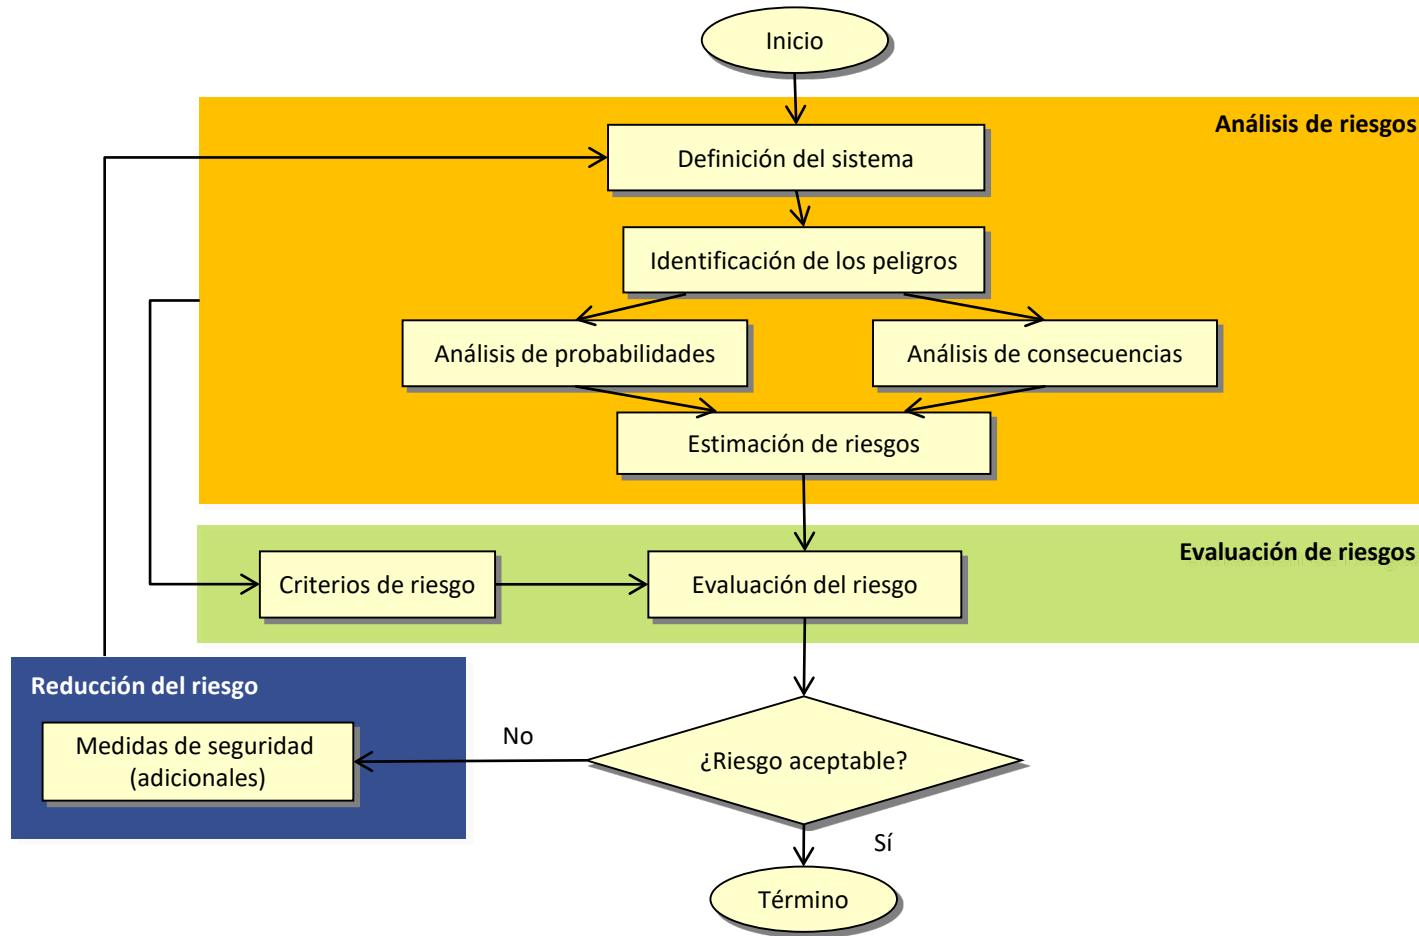 Inicio
Análisis de riesgos
Definición del sistema
Identificación de los peligros
Análisis de probabilidades
Análisis de consecuencias
Estimación de riesgos
Evaluación de riesgos
Criterios de riesgo
Evaluación del riesgo
Reducción del riesgo
Medidas de seguridad
(adicionales)
No
¿Riesgo aceptable?
Sí
Término